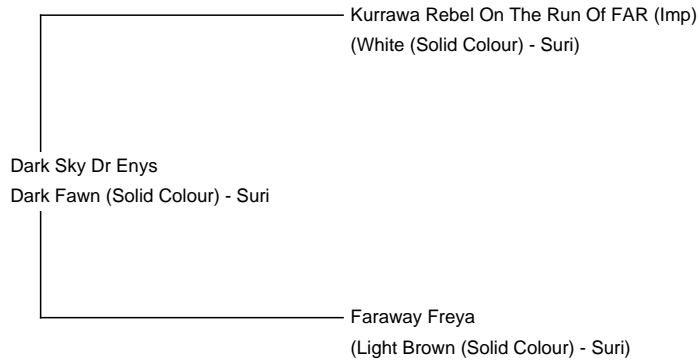 Kurrawa Rebel On The Run Of FAR (Imp)
(White (Solid Colour) - Suri)
Dark Sky Dr Enys
Dark Fawn (Solid Colour) - Suri
Faraway Freya
(Light Brown (Solid Colour) - Suri)